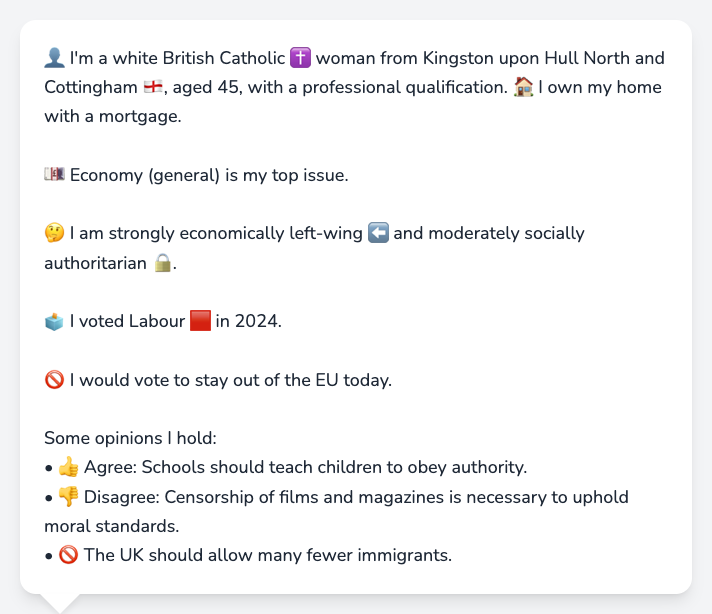 👤 I'm a white British Catholic ✝️ woman from Kingston upon Hull North and
Cottingham 🏴󠁧󠁢󠁥󠁮󠁧󠁿, aged 45, with a professional qualification. 🏠 I own my home
with a mortgage.
💷 Economy (general) is my top issue.
🤔 I am strongly economically left-wing ⬅️ and moderately socially
authoritarian 🔒.
🗳️ I voted Labour 🟥 in 2024.
🚫 I would vote to stay out of the EU today.
Some opinions I hold:
• 👍 Agree: Schools should teach children to obey authority.
• 👎 Disagree: Censorship of films and magazines is necessary to uphold
moral standards.
• 🚫 The UK should allow many fewer immigrants.